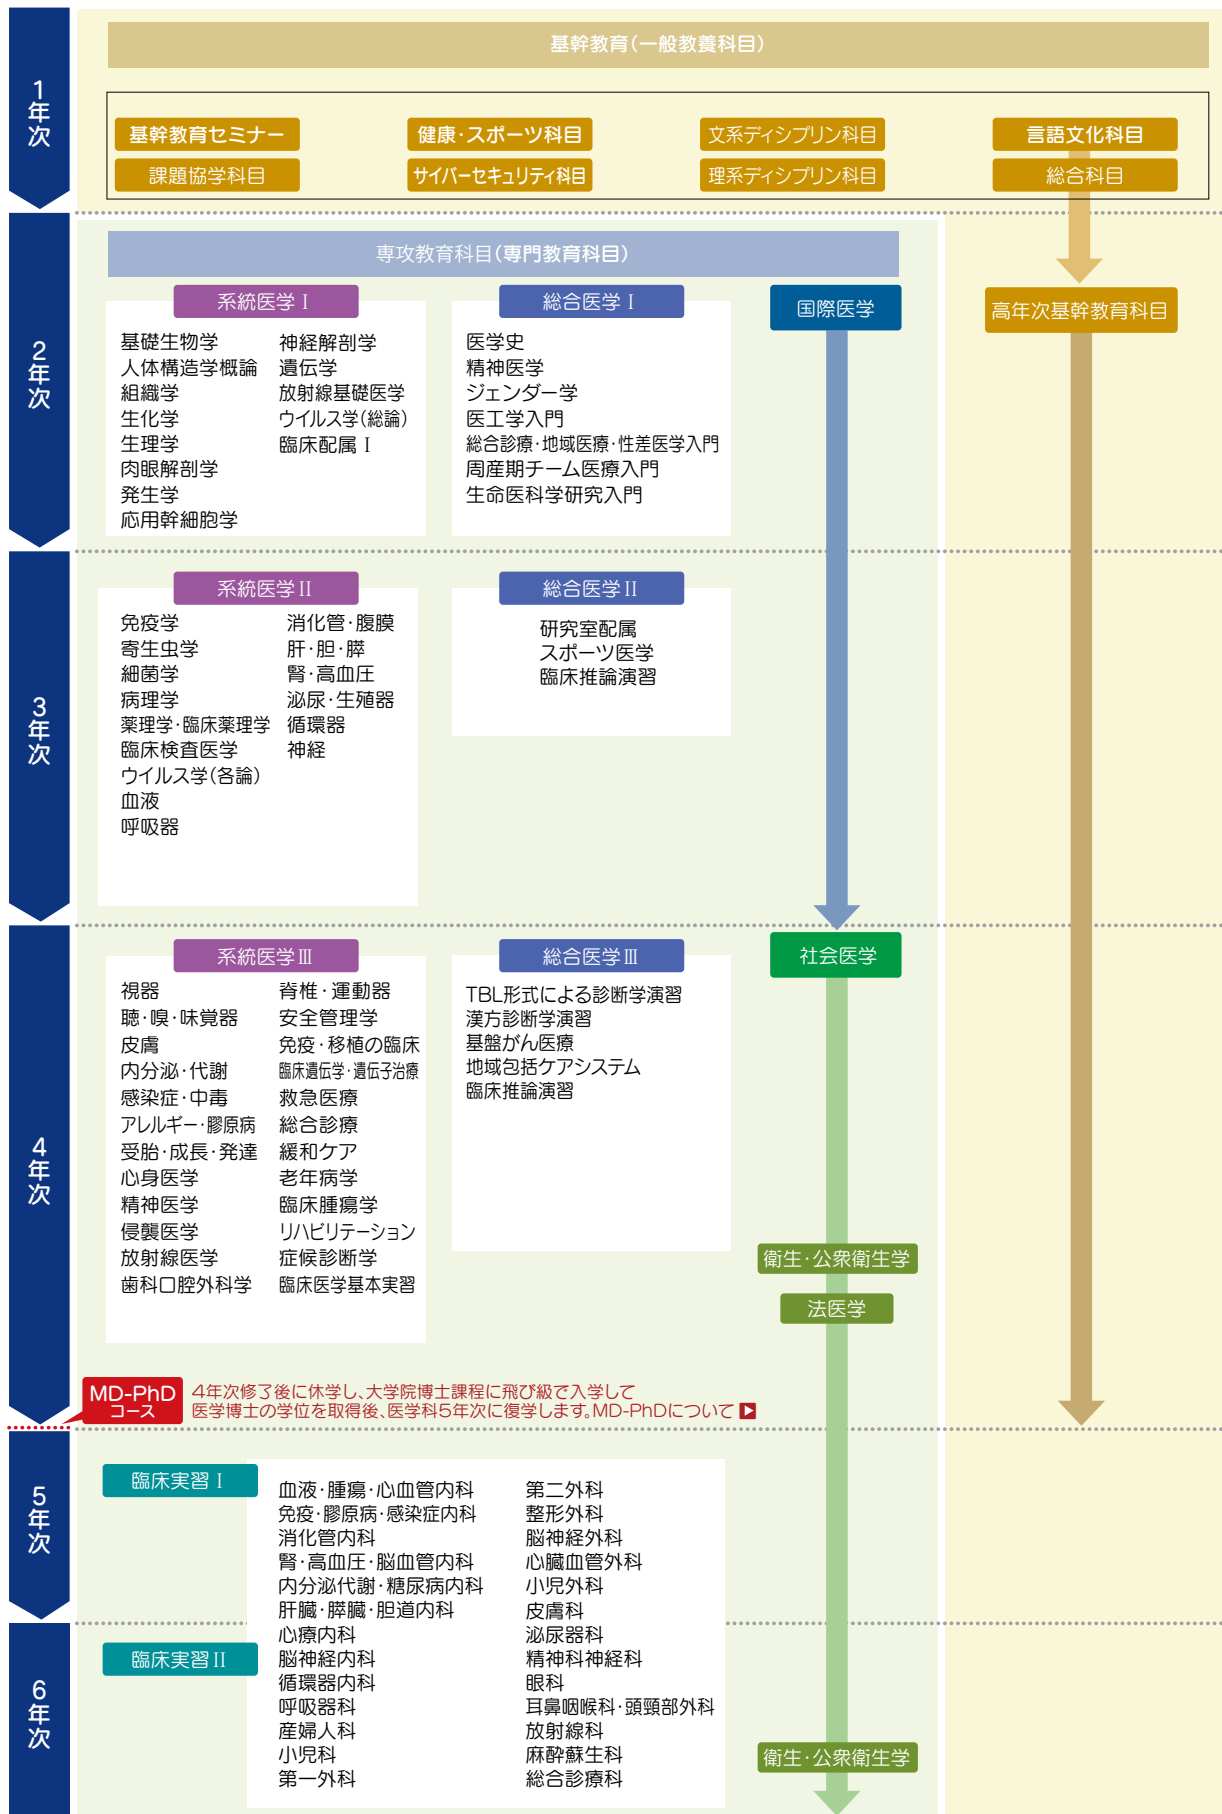 1年次
基幹教育(一般教養科目)
基幹教育セミナー
健康・スポーツ科目
文系ディシプリン科目
言語文化科目
課題協学科目
サイバーセキュリティ科目
理系ディシプリン科目
総合科目
2年次
専攻教育科目(専門教育科目)
系統医学Ⅰ
基礎生物学
人体構造学概論
組織学
生化学
生理学
肉眼解剖学
発生学
応用幹細胞学
神経解剖学
遺伝学
放射線基礎医学
ウイルス学(総論)
臨床配属Ⅰ
総合医学Ⅰ
医学史
精神医学
ジェンダー学
医工学入門
総合診療・地域医療・性差医学入門
周産期チーム医療入門
生命医科学研究入門
国際医学
高年次基幹教育科目
3年次
系統医学Ⅱ
免疫学
寄生虫学
細菌学
病理学
薬理学・臨床薬理学
臨床検査医学
ウイルス学(各論)
血液
呼吸器
消化管・腹膜
肝・胆・膵
腎・高血圧
泌尿・生殖器
循環器
神経
総合医学Ⅱ
研究室配属
スポーツ医学
臨床推論演習
4年次
系統医学Ⅲ
視器
聴・嗅・味覚器
皮膚
内分泌・代謝
感染症・中毒
アレルギー・膠原病
受胎・成長・発達
心身医学
精神医学
侵襲医学
放射線医学
歯科口腔外科学
脊椎・運動器
安全管理学
免疫・移植の臨床
臨床遺伝学・遺伝子治療
救急医療
総合診療
緩和ケア
老年病学
臨床腫瘍学
リハビリテーション
症候診断学
臨床医学基本実習
総合医学Ⅲ
TBL形式による診断学演習
漢方診断学演習
基盤がん医療
地域包括ケアシステム
臨床推論演習
社会医学
衛生・公衆衛生学
法医学
MD-PhD
コース
4年次修了後に休学し、大学院博士課程に飛び級で入学して
医学博士の学位を取得後、医学科5年次に復学します。MD-PhDについて
5年次
臨床実習Ⅰ
6年次
臨床実習Ⅱ
血液・腫瘍・心血管内科
免疫・膠原病・感染症内科
消化管内科
腎・高血圧・脳血管内科
内分泌代謝・糖尿病内科
肝臓・膵臓・胆道内科
心療内科
脳神経内科
循環器内科
呼吸器科
産婦人科
小児科
第一外科
第二外科
整形外科
脳神経外科
心臓血管外科
小児外科
皮膚科
泌尿器科
精神科神経科
眼科
耳鼻咽喉科・頭頸部外科
放射線科
麻酔蘇生科
総合診療科
衛生・公衆衛生学